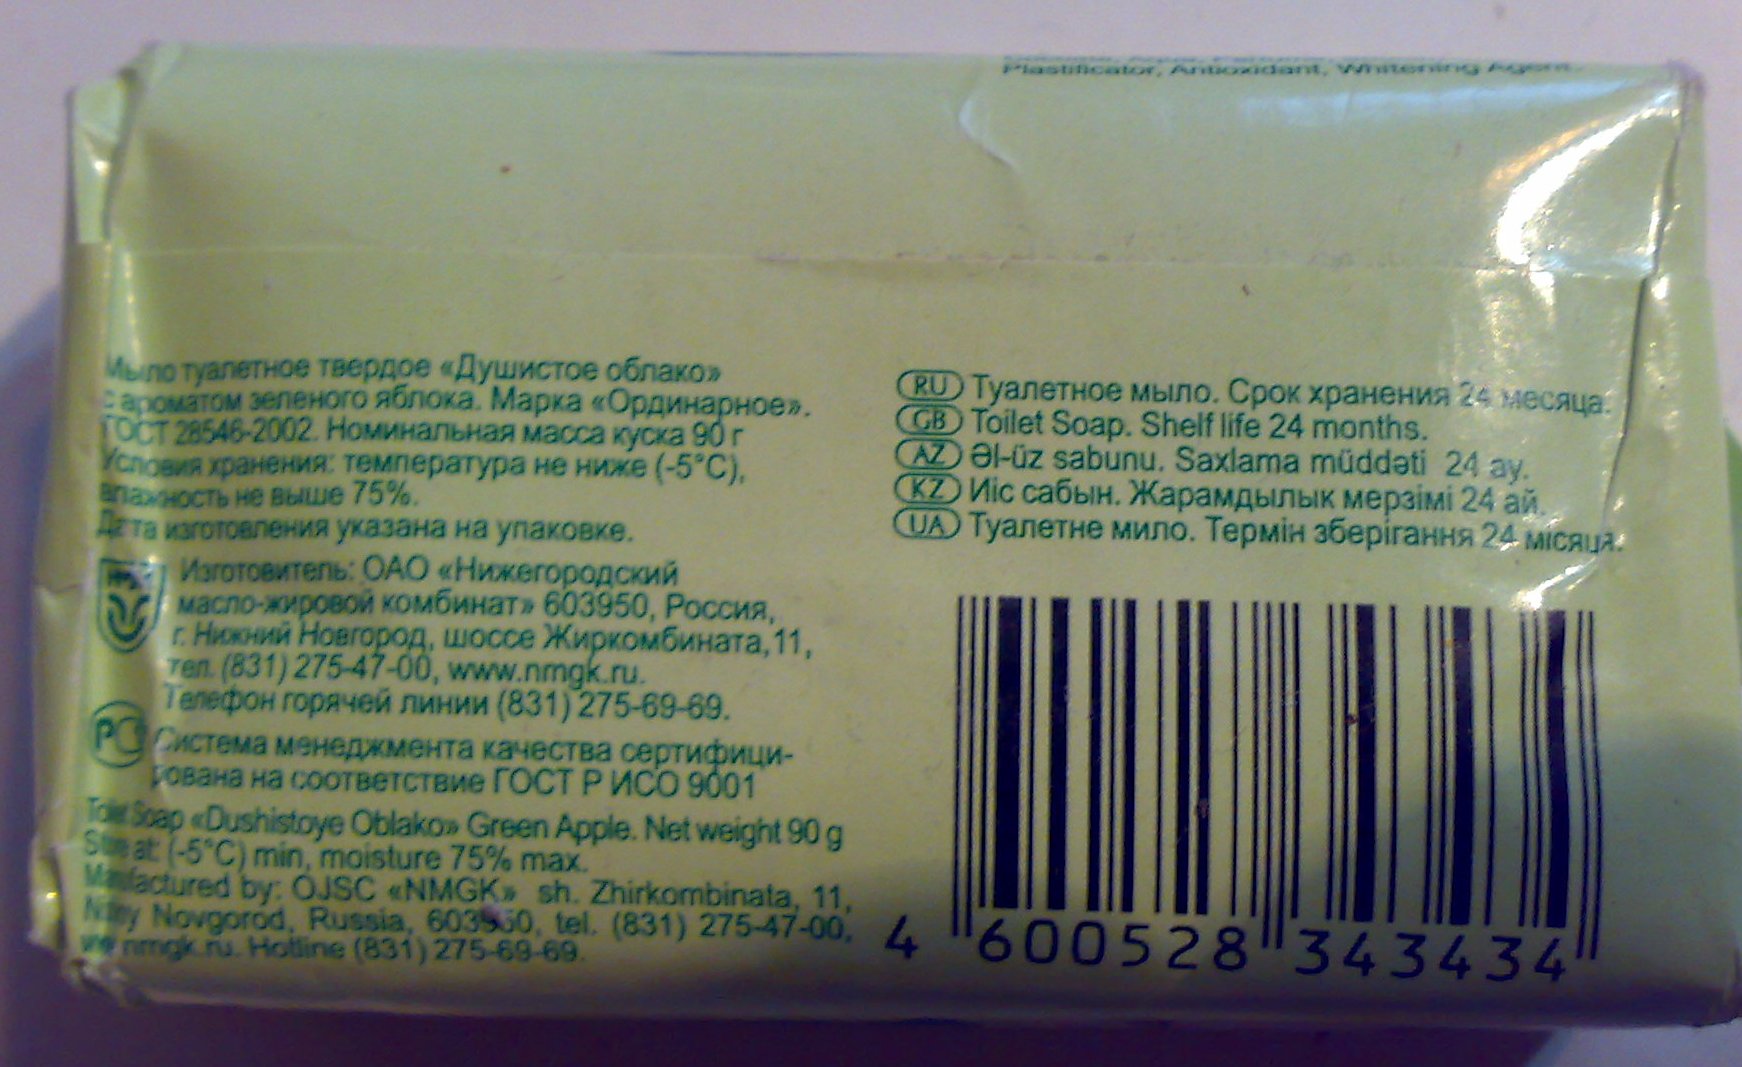 Plastificator, Antioxidant, Whitening Agent.
Мыло туалетное твердое «Душистое облако»
с ароматом зеленого яблока. Марка «Ординарное».
ГОСТ 28546-2002. Номинальная масса куска 90 г
Условия хранения: температура не ниже (-5°С),
влажность не выше 75%.
Дата изготовления указана на упаковке.
Изготовитель: ОАО «Нижегородский
масло-жировой комбинат» 603950, Россия,
г. Нижний Новгород, шоссе Жиркомбината,11,
тел. (831) 275-47-00, www.nmgk.ru.
Телефон горячей линии (831) 275-69-69.
РС
Система менеджмента качества сертифици-
рована на соответствие ГОСТ Р ИСО 9001
Toilet Soap «Dushistoye Oblako» Green Apple. Net weight 90 g
Store at: (-5°C) min, moisture 75% max.
Manufactured by: OJSC «NMGK» sh. Zhirkombinata, 11,
Novgorod, Russia, 603950, tel. (831) 275-47-00,
nmgk.ru. Hotline (831) 275-69-69.
RU Туалетное мыло. Срок хранения 24 месяца.
GB Toilet Soap. Shelf life 24 months.
AZ Əl-üz sabunu. Saxlama müddəti 24 ay.
KZ Иіс сабын. Жарамдылык мерзімі 24 ай.
UA Туалетне мило. Термін зберігання 24 місяця.
4 600528 343434